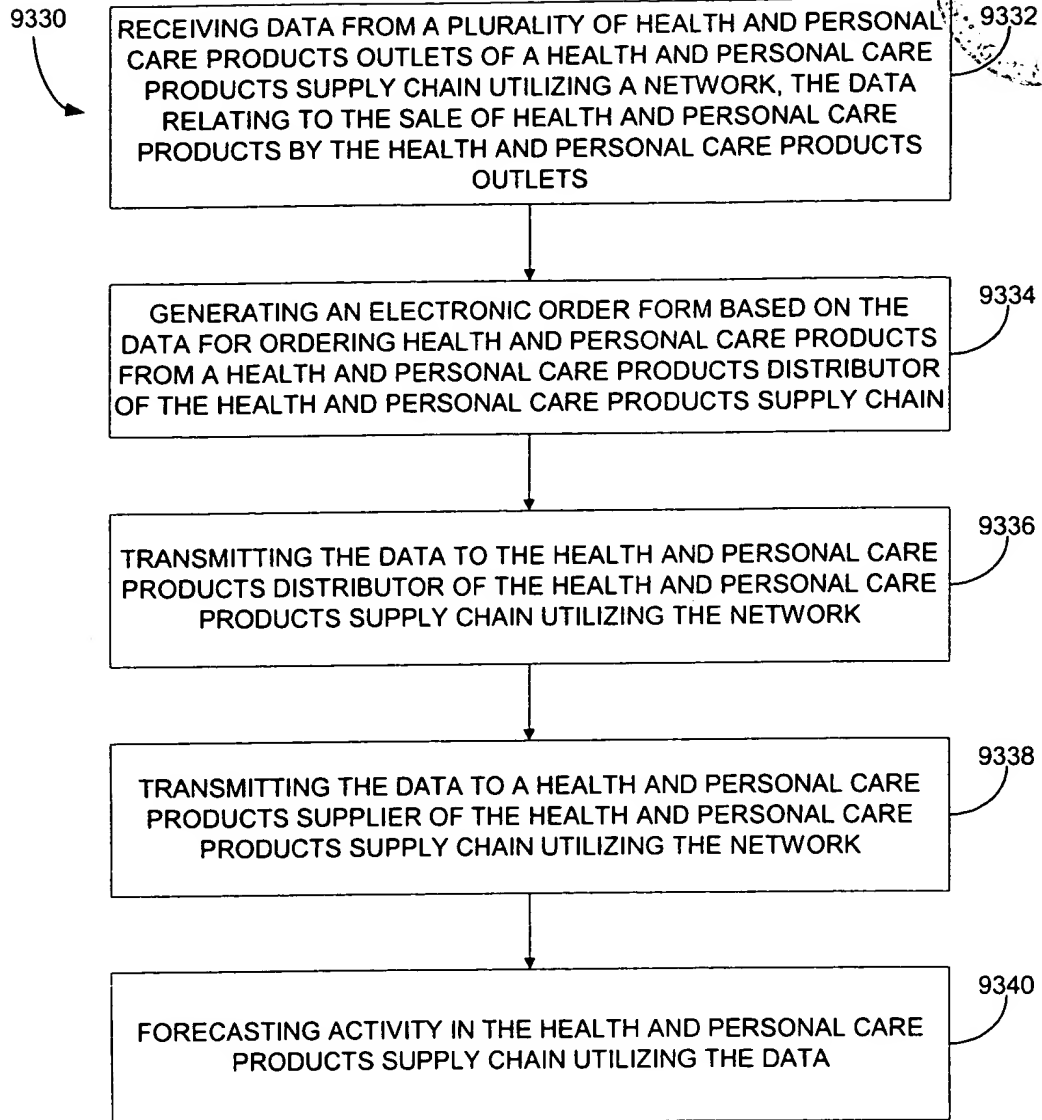 9330
9332
RECEIVING DATA FROM A PLURALITY OF HEALTH AND PERSONAL
CARE PRODUCTS OUTLETS OF A HEALTH AND PERSONAL CARE
PRODUCTS SUPPLY CHAIN UTILIZING A NETWORK, THE DATA
RELATING TO THE SALE OF HEALTH AND PERSONAL CARE
PRODUCTS BY THE HEALTH AND PERSONAL CARE PRODUCTS
OUTLETS
9334
GENERATING AN ELECTRONIC ORDER FORM BASED ON THE
DATA FOR ORDERING HEALTH AND PERSONAL CARE PRODUCTS
FROM A HEALTH AND PERSONAL CARE PRODUCTS DISTRIBUTOR
OF THE HEALTH AND PERSONAL CARE PRODUCTS SUPPLY CHAIN
9336
TRANSMITTING THE DATA TO THE HEALTH AND PERSONAL CARE
PRODUCTS DISTRIBUTOR OF THE HEALTH AND PERSONAL CARE
PRODUCTS SUPPLY CHAIN UTILIZING THE NETWORK
9338
TRANSMITTING THE DATA TO A HEALTH AND PERSONAL CARE
PRODUCTS SUPPLIER OF THE HEALTH AND PERSONAL CARE
PRODUCTS SUPPLY CHAIN UTILIZING THE NETWORK
9340
FORECASTING ACTIVITY IN THE HEALTH AND PERSONAL CARE
PRODUCTS SUPPLY CHAIN UTILIZING THE DATA